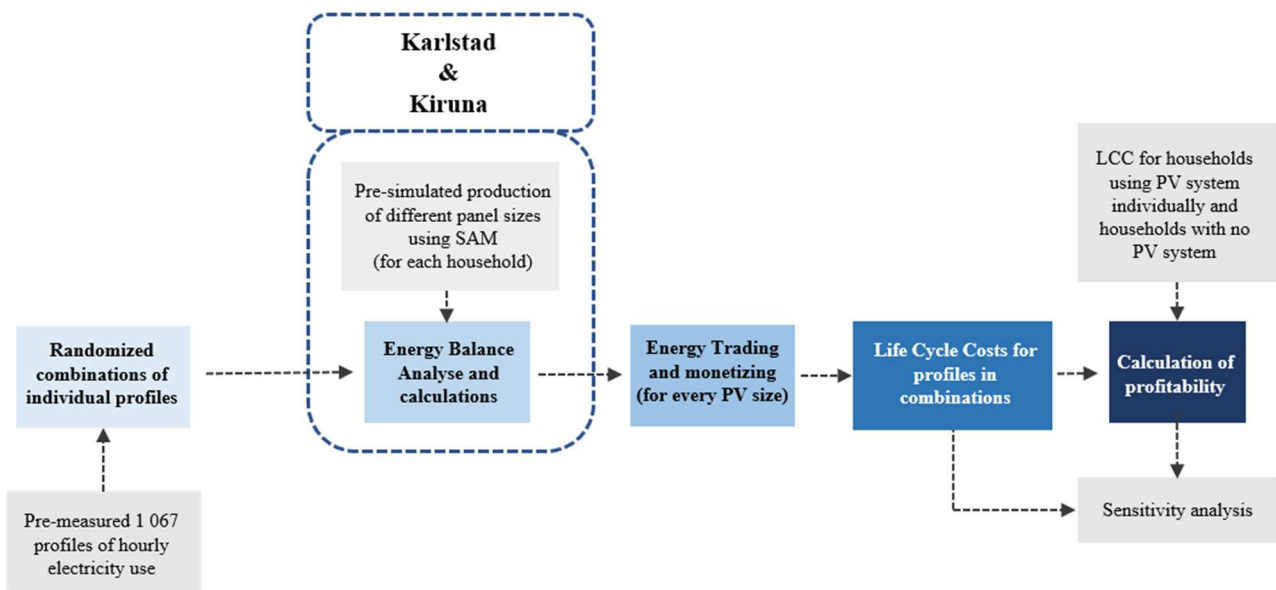 Karlstad
&
Kiruna
Pre-simulated production
of different panel sizes
using SAM
(for each household)
LCC for households
using PV system
individually and
households with no
PV system
Randomized
combinations of
individual profiles
Energy Balance
Analyse and
calculations
Energy Trading
and monetizing
(for every PV size)
Life Cycle Costs for
profiles in
combinations
Calculation of
profitability
Pre-measured 1 067
profiles of hourly
electricity use
Sensitivity analysis